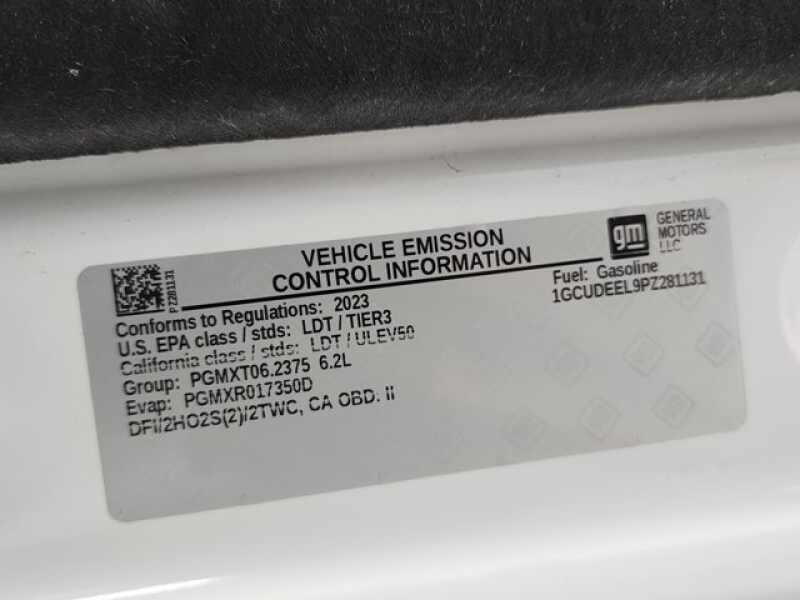 PZ281131
VEHICLE EMISSION
CONTROL INFORMATION
gm
GENERAL
MOTORS
LLC
Fuel: Gasoline
1GCUDEEL9PZ281131
Conforms to Regulations: 2023
U.S. EPA class / stds: LDT / TIER3
California class / stds: LDT / ULEV50
Group: PGMXT06.2375 6.2L
Evap: PGMXR017350D
DFI/2HO2S(2)/2TWC, CA OBD. II